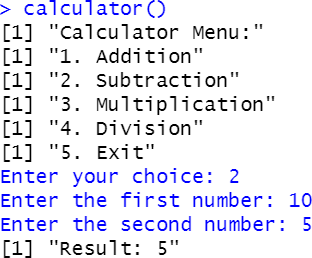 > calculator()
[1] "Calculator Menu:"
[1] "1. Addition"
[1] "2. Subtraction"
[1] "3. Multiplication"
[1] "4. Division"
[1] "5. Exit"
Enter your choice: 2
Enter the first number: 10
Enter the second number: 5
[1] "Result: 5"